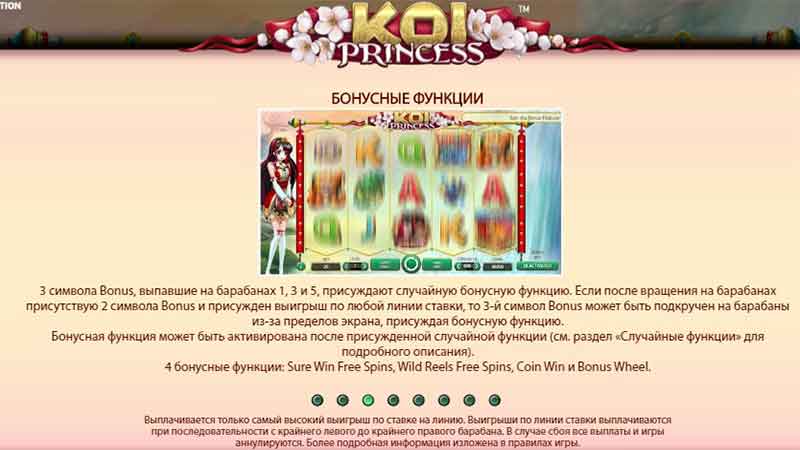 TION
KOI
PRINCESS
TM
БОНУСНЫЕ ФУНКЦИИ
KOI
PRINCESS
3 символа Bonus, выпавшие на барабанах 1, 3 и 5, присуждают случайную бонусную функцию. Если после вращения на барабанах
присутствую 2 символа Bonus и присужден выигрыш по любой линии ставки, то 3-й символ Bonus может быть подкручен на барабаны
из-за пределов экрана, присуждая бонусную функцию.
Бонусная функция может быть активирована после присужденной случайной функции (см. раздел «Случайные функции» для
подробного описания).
4 бонусные функции: Sure Win Free Spins, Wild Reels Free Spins, Coin Win и Bonus Wheel.
Выплачивается только самый высокий выигрыш по ставке на линию. Выигрыши по линии ставки выплачиваются
при последовательности с крайнего левого до крайнего правого барабана. В случае сбоя все выплаты и игры
аннулируются. Более подробная информация изложена в правилах игры.